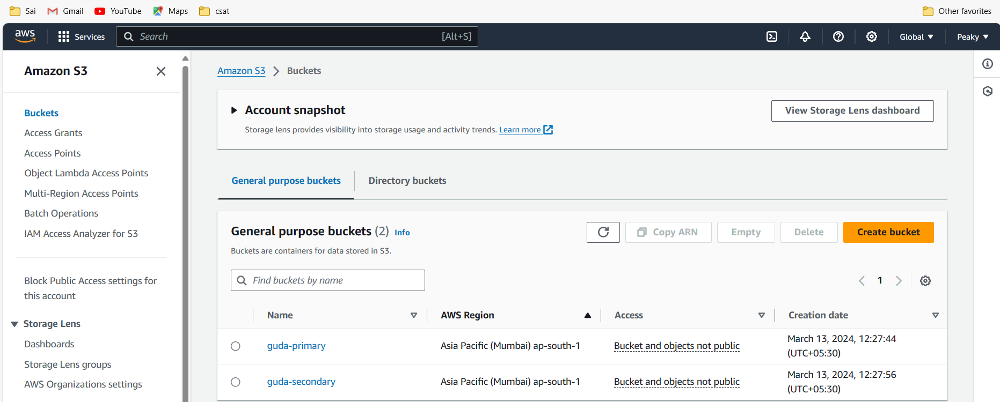 Sai Gmail YouTube Maps csat Other favorites
aws Services Search [Alt+S] Global Peaky
Amazon S3
Buckets
Access Grants
Access Points
Object Lambda Access Points
Multi-Region Access Points
Batch Operations
IAM Access Analyzer for S3
Block Public Access settings for
this account
Storage Lens
Dashboards
Storage Lens groups
AWS Organizations settings
Amazon S3 Buckets
Account snapshot
View Storage Lens dashboard
Storage lens provides visibility into storage usage and activity trends. Learn more
General purpose buckets Directory buckets
General purpose buckets (2) Info
Copy ARN Empty Delete Create bucket
Buckets are containers for data stored in S3.
Find buckets by name
1
Name AWS Region Access Creation date
guda-primary Asia Pacific (Mumbai) ap-south-1 Bucket and objects not public March 13, 2024, 12:27:44
(UTC+05:30)
guda-secondary Asia Pacific (Mumbai) ap-south-1 Bucket and objects not public March 13, 2024, 12:27:56
(UTC+05:30)